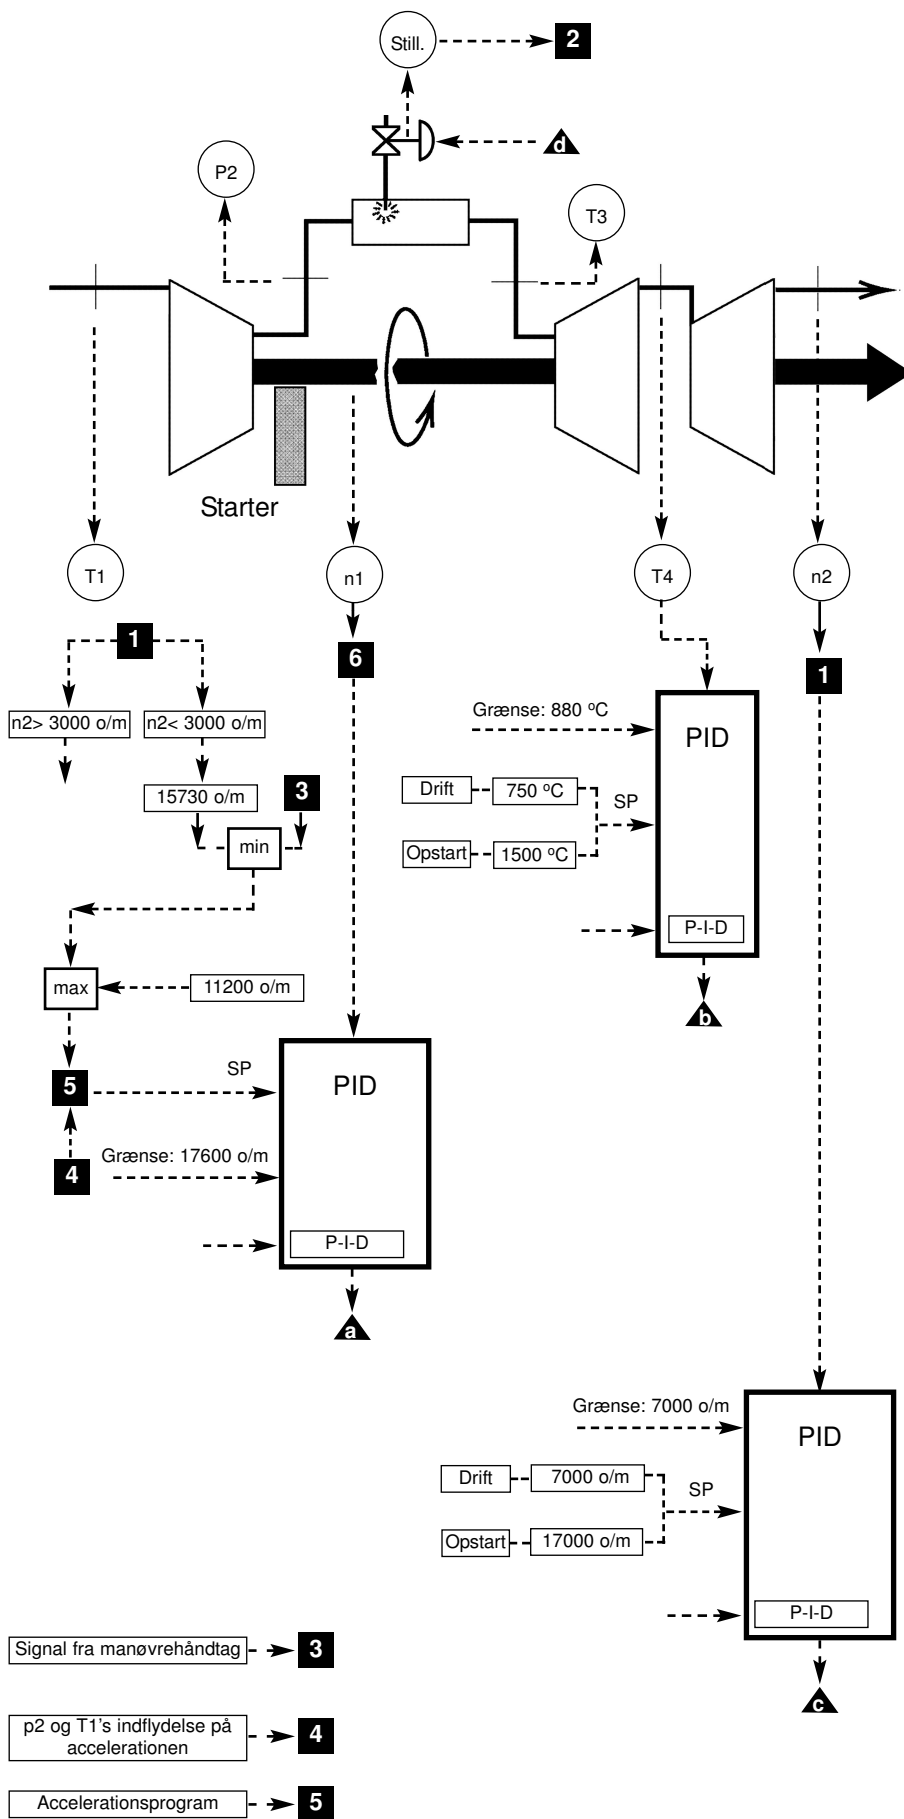 Still.
2
d
P2
T3
Starter
T1
n1
T4
n2
1
6
1
n2> 3000 o/m
n2< 3000 o/m
Grænse: 880 ºC
PID
15730 o/m
3
Drift
750 ºC
SP
min
Opstart
1500 ºC
P-I-D
max
11200 o/m
b
5
SP
PID
4
Grænse: 17600 o/m
P-I-D
a
Grænse: 7000 o/m
PID
Drift
7000 o/m
SP
Opstart
17000 o/m
P-I-D
c
Signal fra manøvrehåndtag
3
p2 og T1's indflydelse på
accelerationen
4
Accelerationsprogram
5